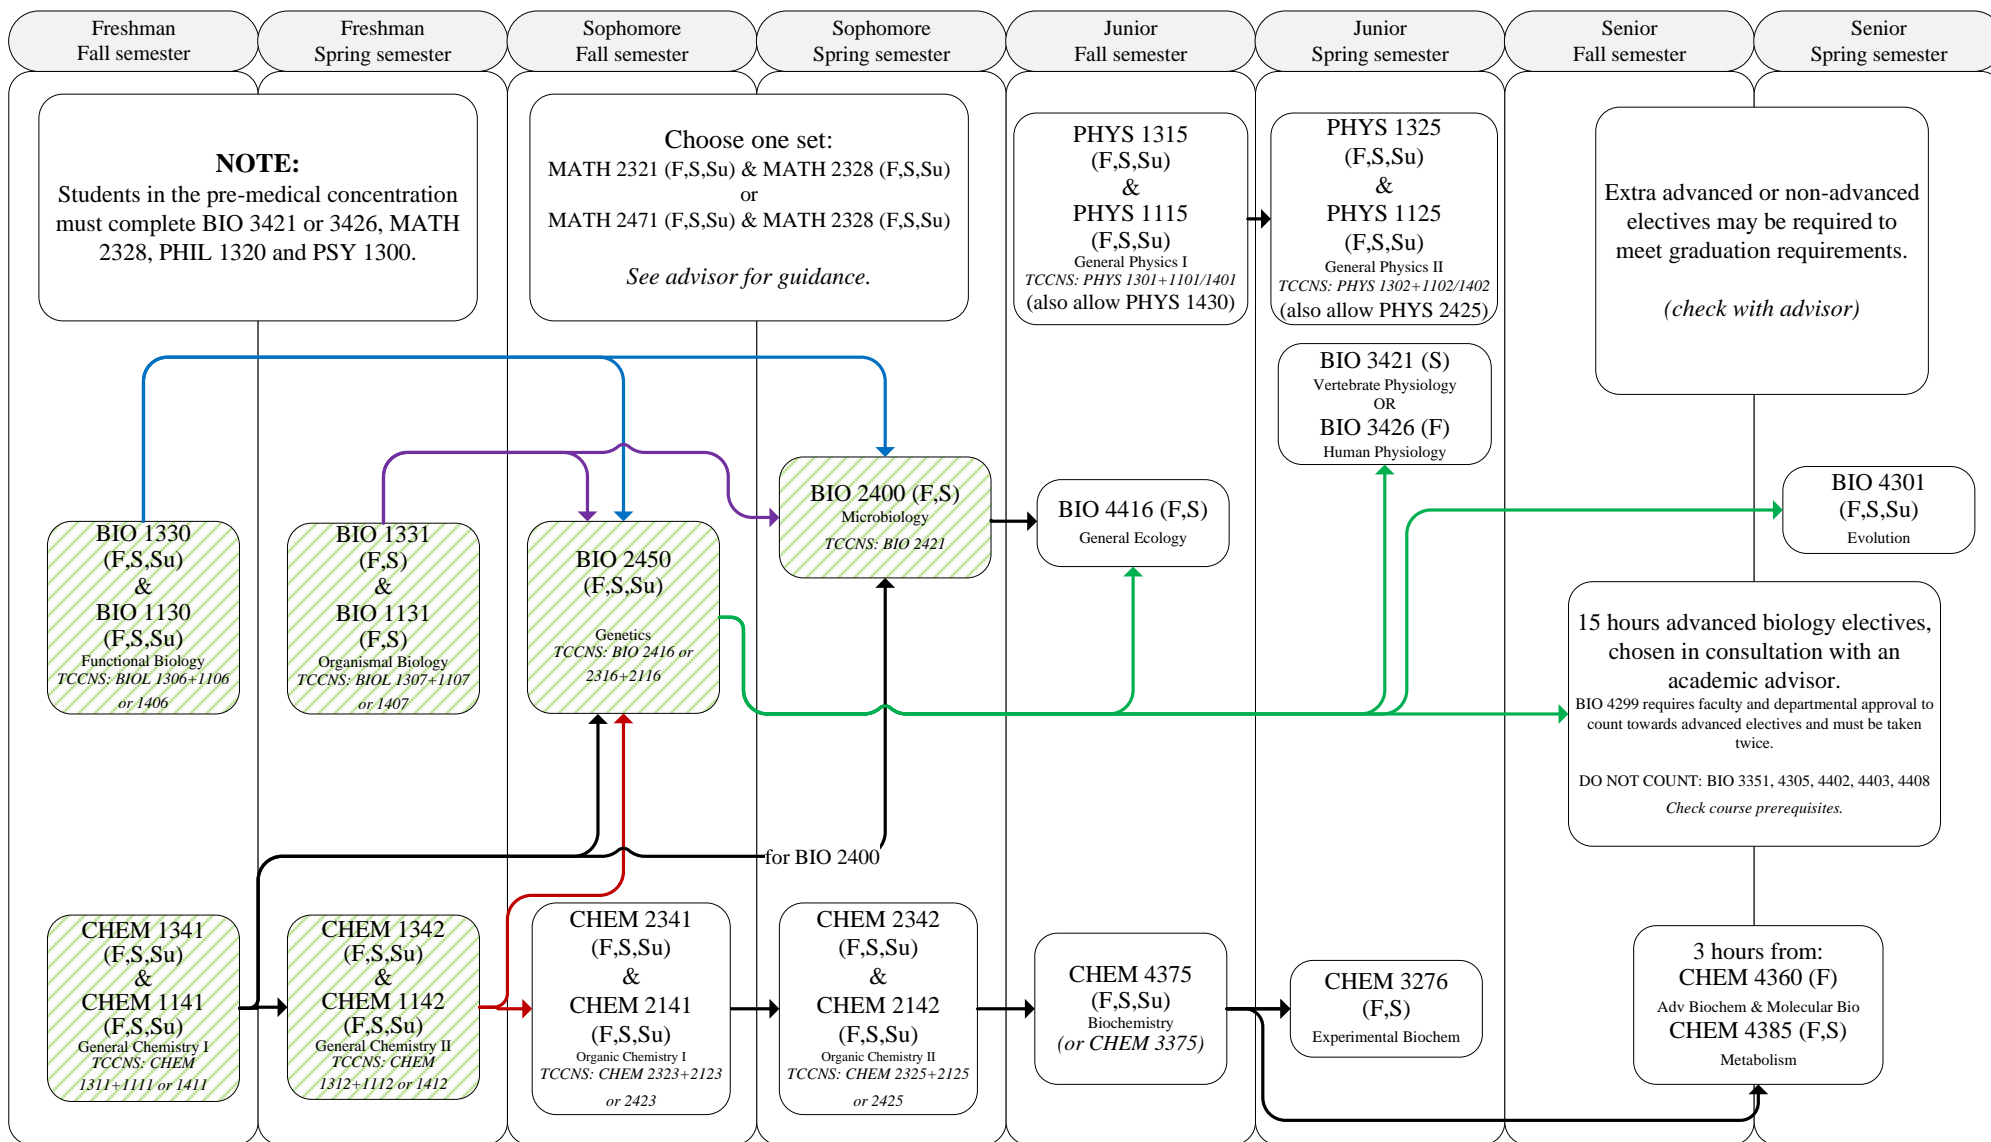 Freshman
Fall semester
Freshman
Spring semester
Sophomore
Fall semester
Sophomore
Spring semester
Junior
Fall semester
Junior
Spring semester
Senior
Fall semester
Senior
Spring semester
NOTE:
Students in the pre-medical concentration
must complete BIO 3421 or 3426, MATH
2328, PHIL 1320 and PSY 1300.
Choose one set:
MATH 2321 (F,S,Su) & MATH 2328 (F,S,Su)
or
MATH 2471 (F,S,Su) & MATH 2328 (F,S,Su)
See advisor for guidance.
PHYS 1315
(F,S,Su)
&
PHYS 1115
(F,S,Su)
General Physics I
TCCNS: PHYS 1301+1101/1401
(also allow PHYS 1430)
PHYS 1325
(F,S,Su)
&
PHYS 1125
(F,S,Su)
General Physics II
TCCNS: PHYS 1302+1102/1402
(also allow PHYS 2425)
Extra advanced or non-advanced
electives may be required to
meet graduation requirements.
(check with advisor)
BIO 3421 (S)
Vertebrate Physiology
OR
BIO 3426 (F)
Human Physiology
BIO 1330
(F,S,Su)
&
BIO 1130
(F,S,Su)
Functional Biology
TCCNS: BIOL 1306+1106
or 1406
BIO 1331
(F,S)
&
BIO 1131
(F,S)
Organismal Biology
TCCNS: BIOL 1307+1107
or 1407
BIO 2450
(F,S,Su)
Genetics
TCCNS: BIO 2416 or
2316+2116
BIO 2400 (F,S)
Microbiology
TCCNS: BIO 2421
BIO 4416 (F,S)
General Ecology
BIO 4301
(F,S,Su)
Evolution
15 hours advanced biology electives,
chosen in consultation with an
academic advisor.
BIO 4299 requires faculty and departmental approval to
count towards advanced electives and must be taken
twice.
DO NOT COUNT: BIO 3351, 4305, 4402, 4403, 4408
Check course prerequisites.
for BIO 2400
CHEM 1341
(F,S,Su)
&
CHEM 1141
(F,S,Su)
General Chemistry I
TCCNS: CHEM
1311+1111 or 1411
CHEM 1342
(F,S,Su)
&
CHEM 1142
(F,S,Su)
General Chemistry II
TCCNS: CHEM
1312+1112 or 1412
CHEM 2341
(F,S,Su)
&
CHEM 2141
(F,S,Su)
Organic Chemistry I
TCCNS: CHEM 2323+2123
or 2423
CHEM 2342
(F,S,Su)
&
CHEM 2142
(F,S,Su)
Organic Chemistry II
TCCNS: CHEM 2325+2125
or 2425
CHEM 4375
(F,S,Su)
Biochemistry
(or CHEM 3375)
CHEM 3276
(F,S)
Experimental Biochem
3 hours from:
CHEM 4360 (F)
Adv Biochem & Molecular Bio
CHEM 4385 (F,S)
Metabolism